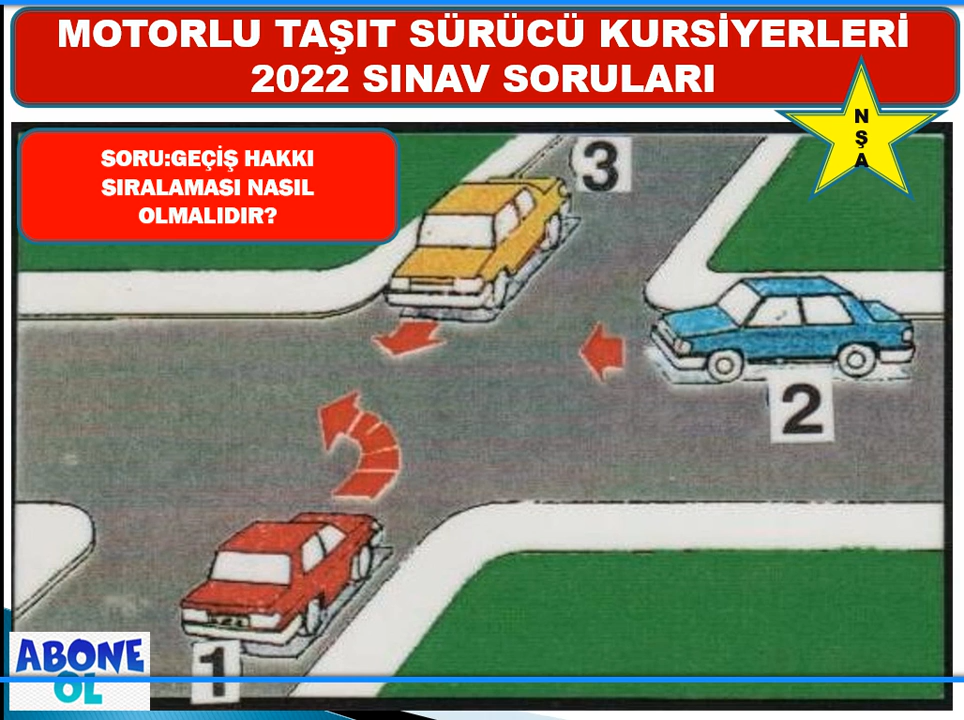 MOTORLU TAŞIT SÜRÜCÜ KURSİYERLERİ
2022 SINAV SORULARI
N
Ş
A
SORU:GEÇİŞ HAKKI
SIRALAMASI NASIL
OLMALIDIR?
3
2
1
ABONE
OL